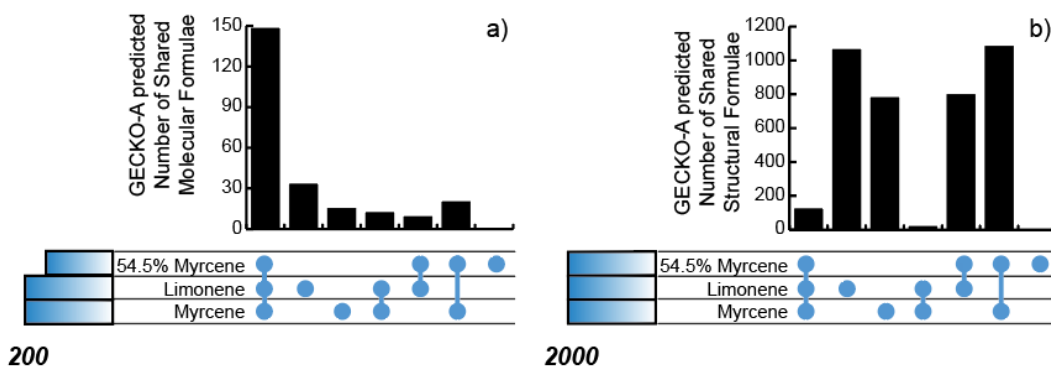 GECKO-A predicted
Number of Shared
Molecular Formulae
150
120
90
60
30
0
a)
54.5% Myrcene
Limonene
Myrcene
200
GECKO-A predicted
Number of Shared
Structural Formulae
1200
1000
800
600
400
200
0
b)
54.5% Myrcene
Limonene
Myrcene
2000